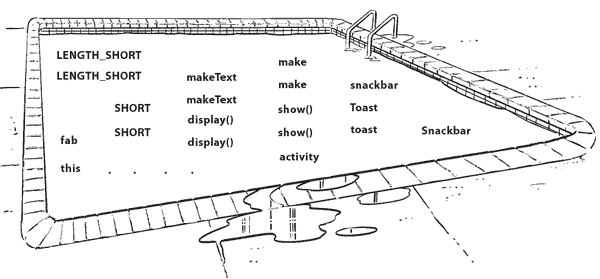 LENGTH_SHORT
make
LENGTH_SHORT
makeText
make
snackbar
makeText
SHORT
show()
Toast
display()
SHORT
show()
toast
Snackbar
fab
display()
activity
this . . . .